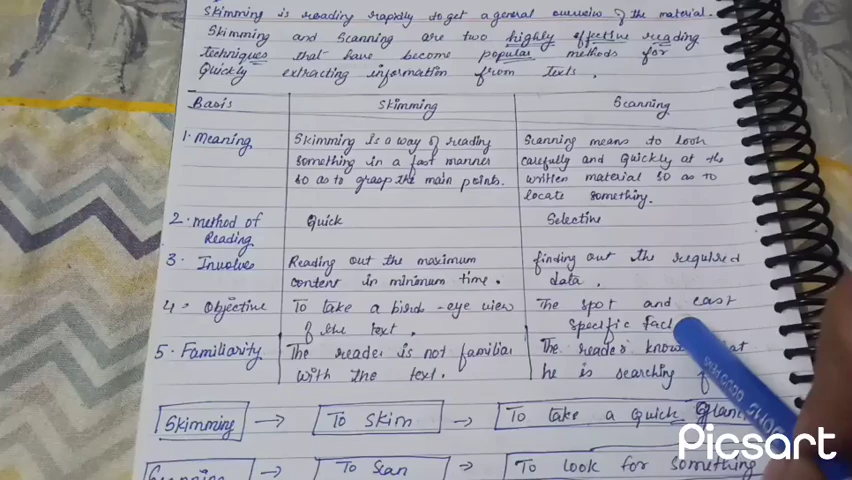 Skimming is reading rapidly to get a general overview of the material.
Skimming and Scanning are two highly effective reading
techniques that have become popular methods for
Quickly extracting information from texts.
Basis Skimming Scanning
1. Meaning Skimming is a way of reading Scanning means to look
something in a fast manner carefully and Quickly at the
so as to grasp the main points. written material so as to
locate something.
2. method of Quick Selective
Reading
3. Involves Reading out the maximum finding out the required
content in minimum time. data.
4. Objective To take a birds-eye view The spot and
of the text. specific
5. Familiarity The reader is not familiar The reader
with the text. he is searching
Skimming → To Skim → To take a Quick
→ To Scan → To look for something
Picsart